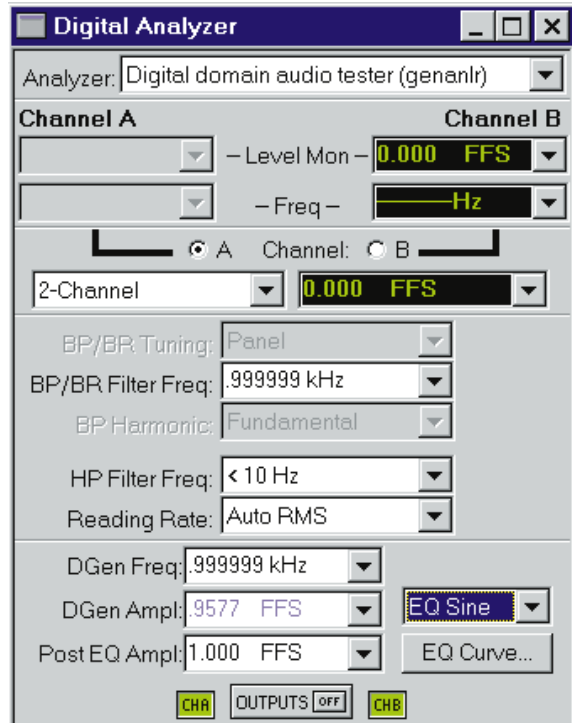 Digital Analyzer
Analyzer: Digital domain audio tester (genanlr)
Channel A Channel B
– Level Mon – 0.000 FFS
– Freq – ———Hz
A Channel: B
2-Channel 0.000 FFS
BP/BR Tuning: Panel
BP/BR Filter Freq: .999999 kHz
BP Harmonic: Fundamental
HP Filter Freq: < 10 Hz
Reading Rate: Auto RMS
DGen Freq: .999999 kHz
DGen Ampl: .9577 FFS EQ Sine
Post EQ Ampl: 1.000 FFS EQ Curve...
CHA OUTPUTS OFF CHB